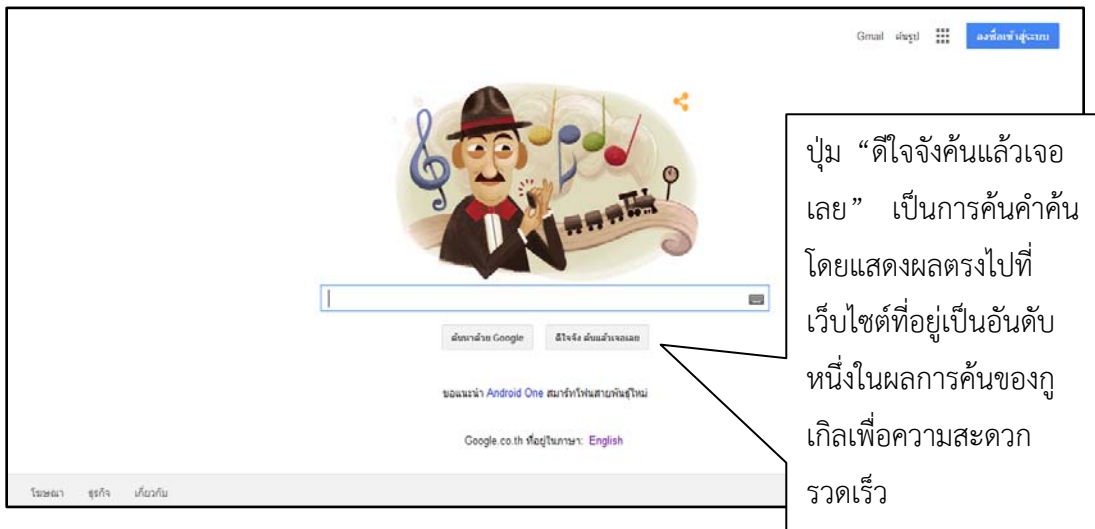 Gmail ค้นรูป ลงชื่อเข้าสู่ระบบ
ปุ่ม “ดีใจจังค้นแล้วเจอ
เลย” เป็นการค้นคำค้น
โดยแสดงผลตรงไปที่
เว็บไซต์ที่อยู่เป็นอันดับ
หนึ่งในผลการค้นของกู
เกิลเพื่อความสะดวก
รวดเร็ว
ค้นหาด้วย Google ดีใจจัง ค้นแล้วเจอเลย
ขอแนะนำ Android One สมาร์ทโฟนสายพันธุ์ใหม่
Google.co.th ที่อยู่ในภาษา: English
โฆษณา ธุรกิจ เกี่ยวกับ